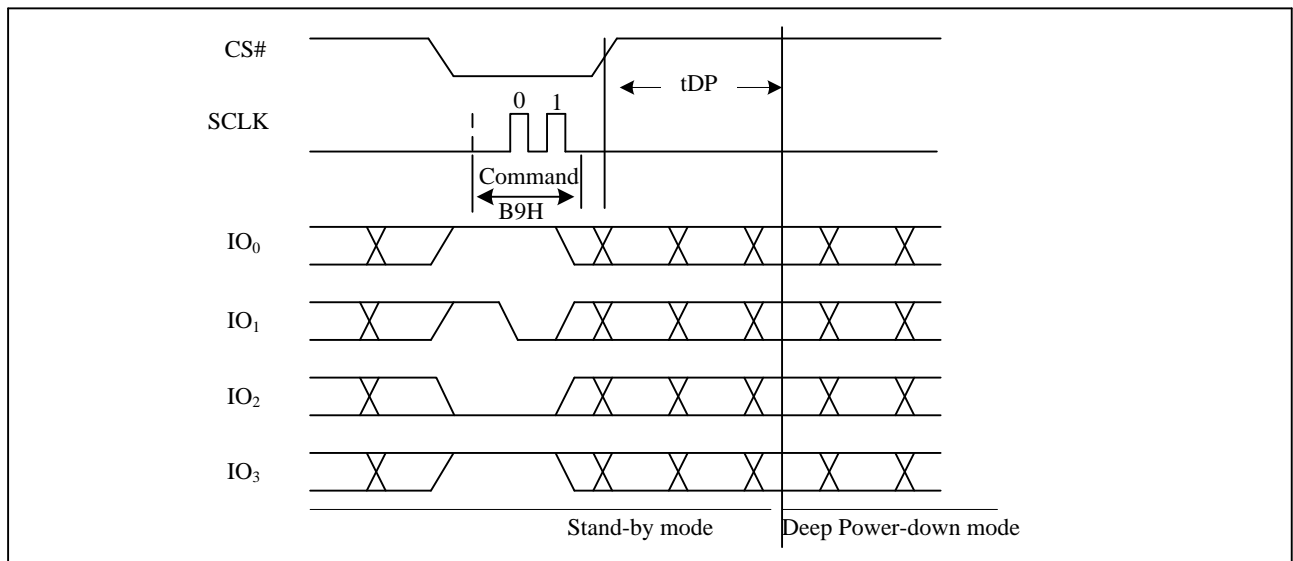 CS#
tDP
0 1
SCLK
Command
B9H
IO0
IO1
IO2
IO3
Stand-by mode Deep Power-down mode